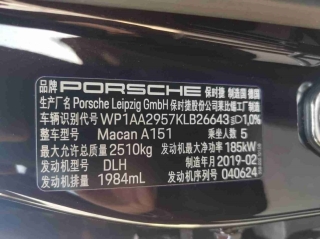 品牌 PORSCHE 保时捷 制造国 德国
厂名 Porsche Leipzig GmbH 保时捷股份公司莱比锡工厂 制造
车辆识别代号 WP1AA2957KLB26643 1,0%
整车型号 Macan A151 乘坐人数 5
最大允许总质量 2510kg 发动机最大净功率 185kW
发动机型号 DLH 制造年月 2019-02
发动机排量 1984mL 发动机序列号 040624